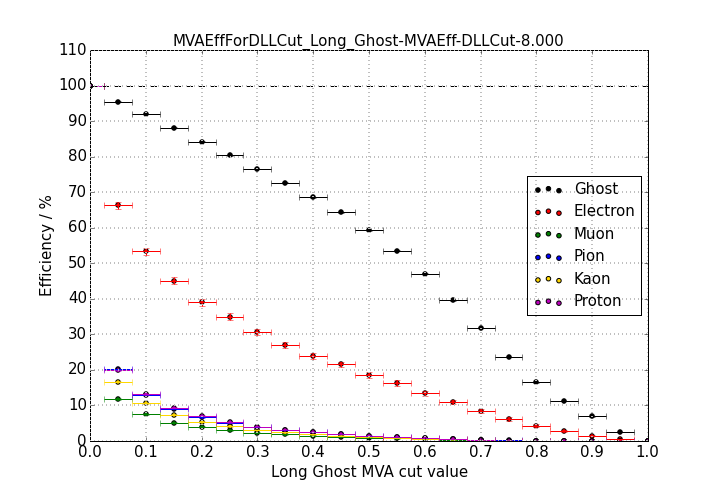 MVAEffForDLLCut_Long_Ghost-MVAEff-DLLCut-8.000
110
100
90
80
70
60
50
40
30
20
10
0
Efficiency / %
Ghost
Electron
Muon
Pion
Kaon
Proton
0.0 0.1 0.2 0.3 0.4 0.5 0.6 0.7 0.8 0.9 1.0
Long Ghost MVA cut value